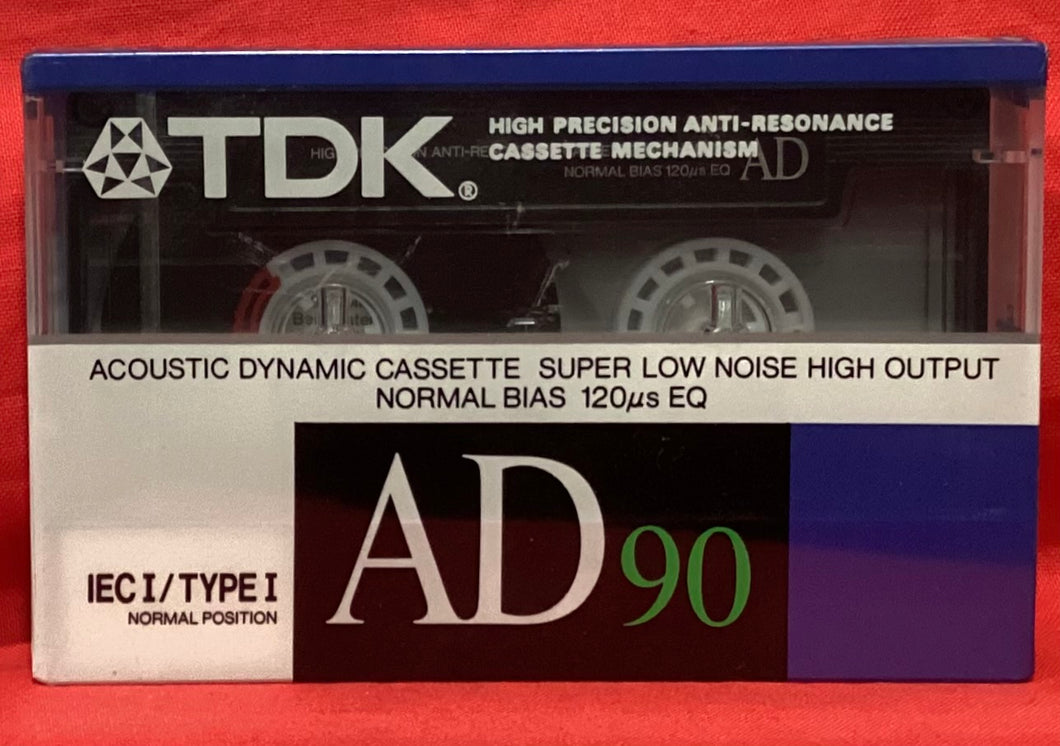 TDK®
HIGH PRECISION ANTI-RESONANCE
CASSETTE MECHANISM
AD
NORMAL BIAS 120µs EQ
ACOUSTIC DYNAMIC CASSETTE SUPER LOW NOISE HIGH OUTPUT
NORMAL BIAS 120µs EQ
AD90
IEC I/TYPE I
NORMAL POSITION